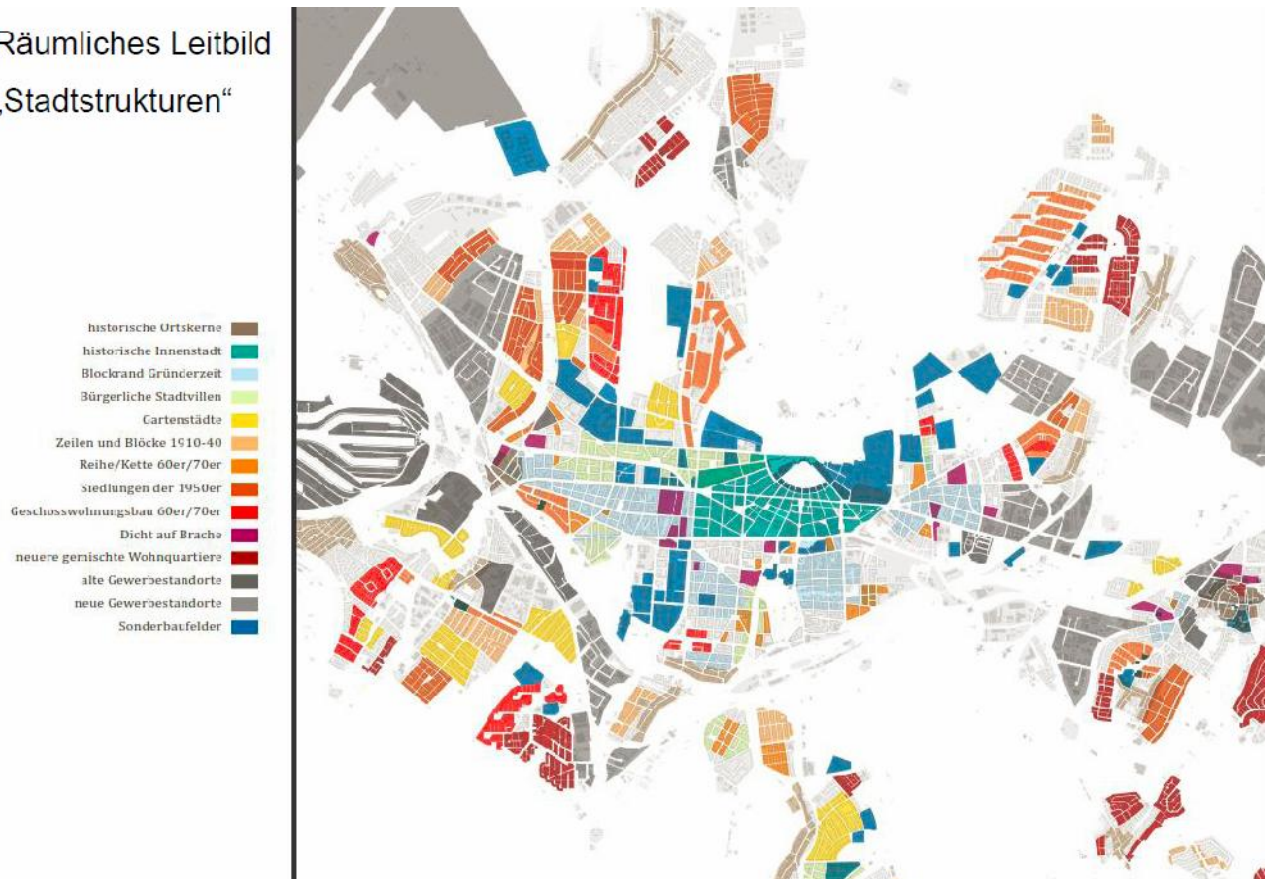 Räumliches Leitbild
„Stadtstrukturen“
historische Ortskerne
historische Innenstadt
Blockrand Gründerzeit
Bürgerliche Stadtvillen
Gartenstädte
Zeilen und Blöcke 1910-40
Reihe/Kette 60er/70er
Siedlungen der 1950er
Geschosswohnungsbau 60er/70er
Dicht auf Brache
neuere gemischte Wohnquartiere
alte Gewerbestandorte
neue Gewerbestandorte
Sonderbaufelder